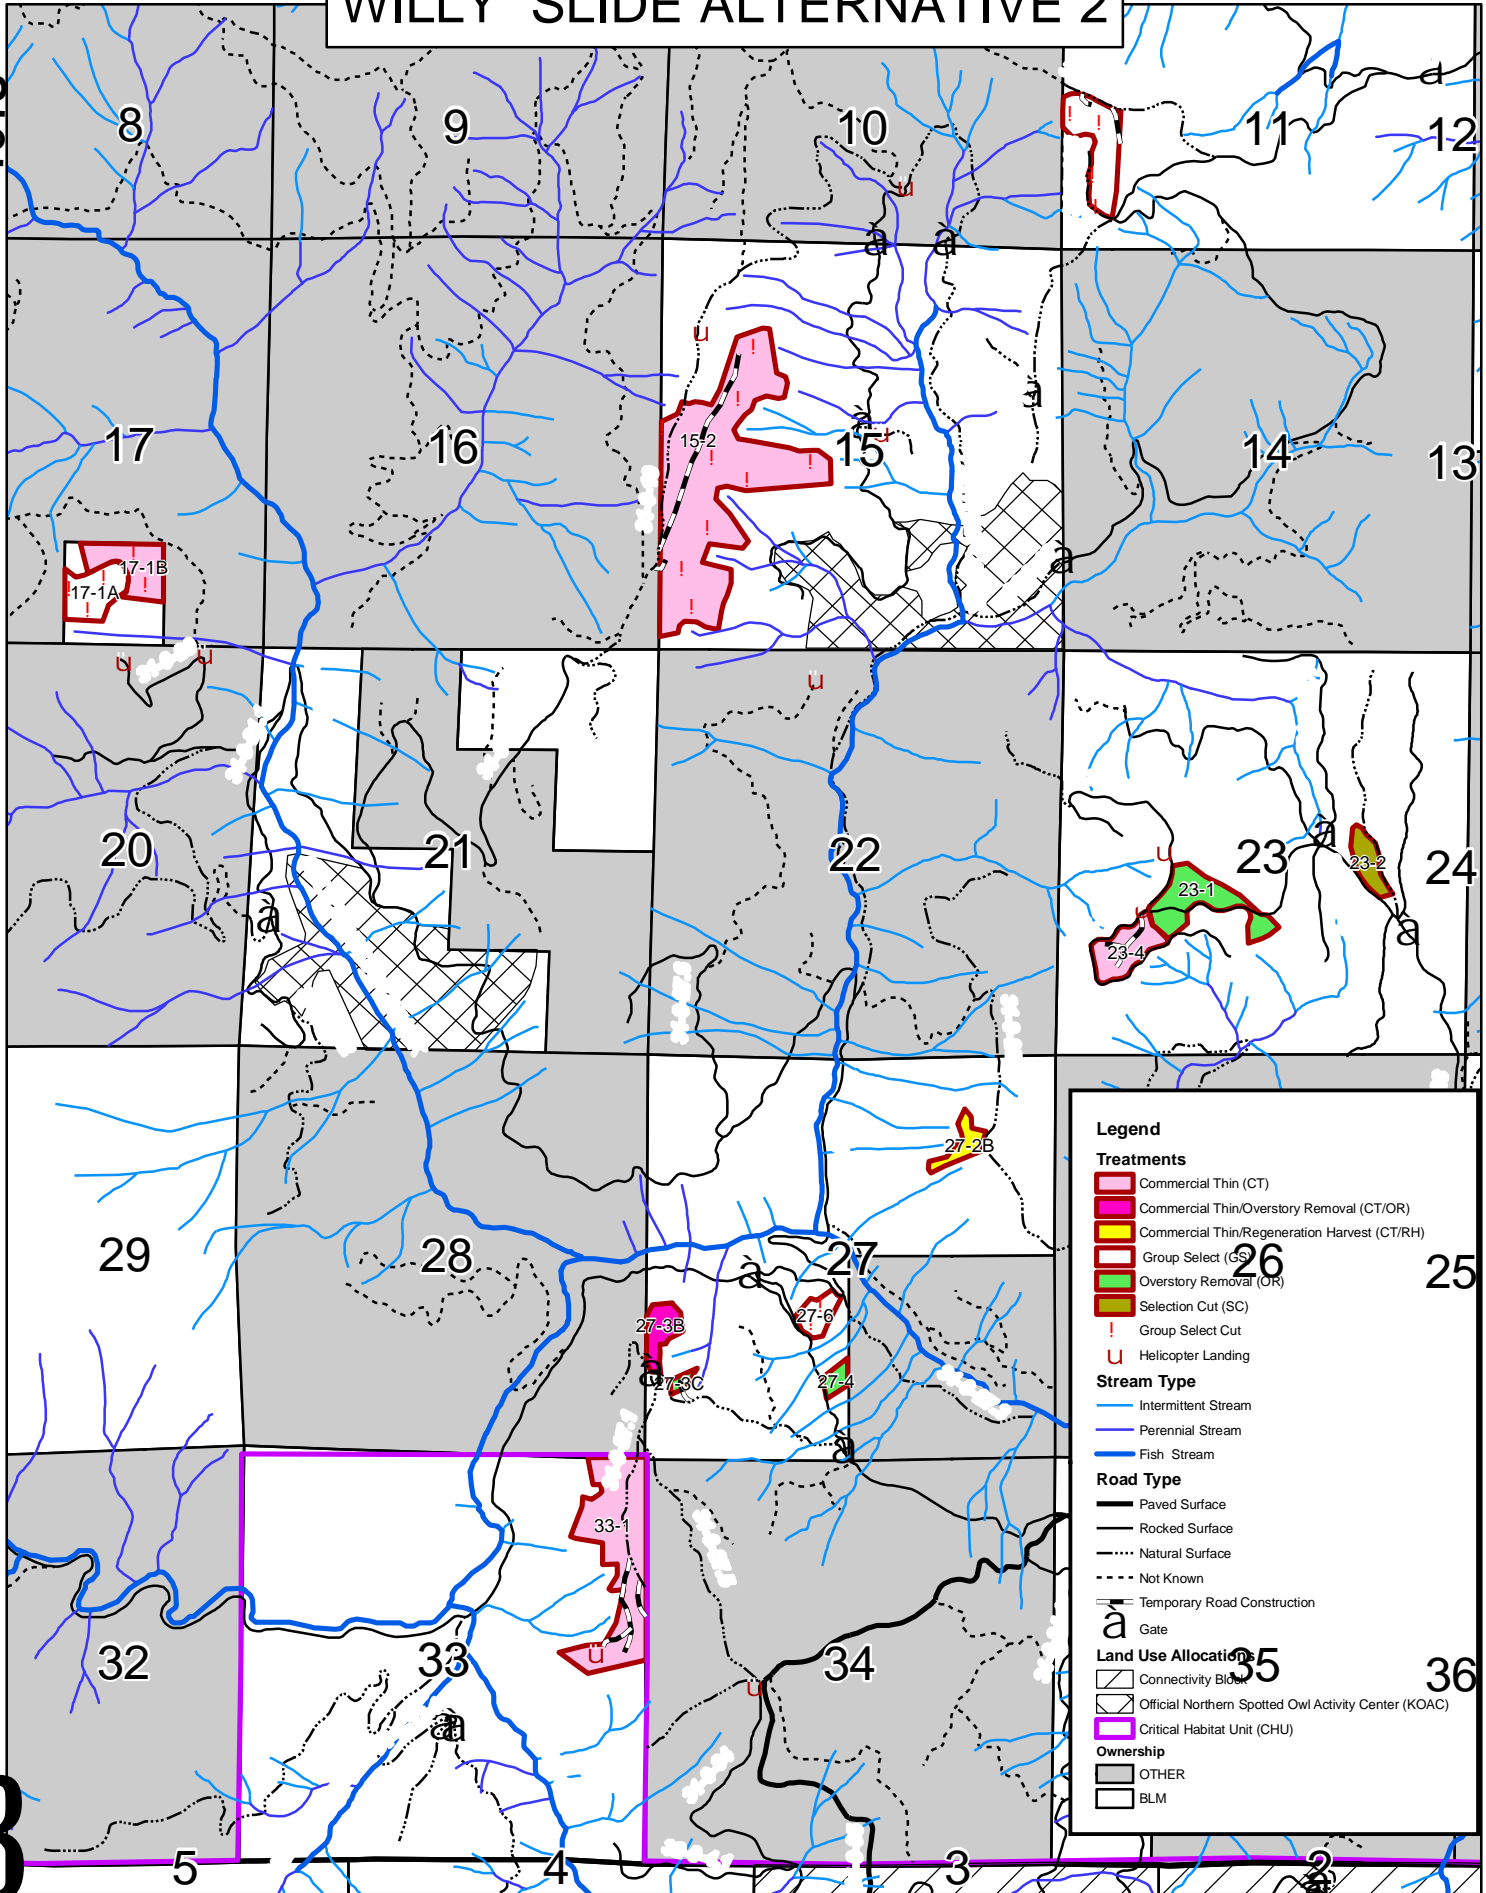 WILLY SLIDE ALTERNATIVE 2
8
9
10
11
12
17
16
15
14
13
15-2
17-1B
17-1A
20
21
22
23
24
23-1
23-2
23-4
29
28
27
26
25
27-2B
27-3B
27-3C
27-6
27-4
33-1
32
33
34
35
36
5
4
3
2
Legend
Treatments
Commercial Thin (CT)
Commercial Thin/Overstory Removal (CT/OR)
Commercial Thin/Regeneration Harvest (CT/RH)
Group Select (GS)
Overstory Removal (OR)
Selection Cut (SC)
! Group Select Cut
u Helicopter Landing
Stream Type
Intermittent Stream
Perennial Stream
Fish Stream
Road Type
Paved Surface
Rocked Surface
Natural Surface
Not Known
Temporary Road Construction
à Gate
Land Use Allocations
Connectivity Block
Official Northern Spotted Owl Activity Center (KOAC)
Critical Habitat Unit (CHU)
Ownership
OTHER
BLM